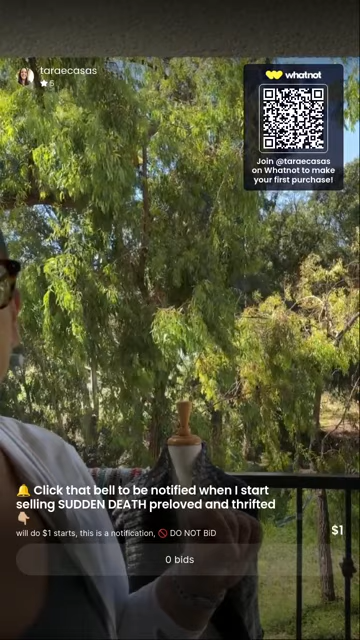 taraecasas
★5
whatnot
Join @taraecasas
on Whatnot to make
your first purchase!
🔔 Click that bell to be notified when I start
selling SUDDEN DEATH preloved and thrifted
👇🏻
will do $1 starts, this is a notification, 🚫 DO NOT BiD
$1
0 bids